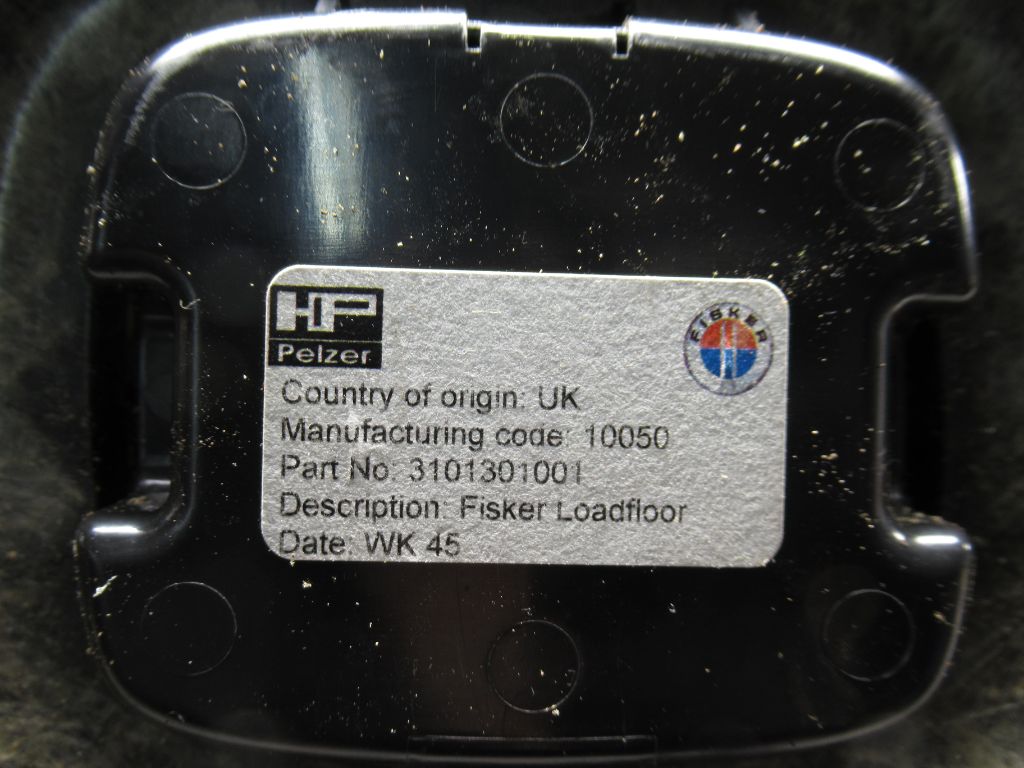 HP
Pelzer
FISKER
Country of origin: UK
Manufacturing code: 10050
Part No: 3101301001
Description: Fisker Loadfloor
Date: WK 45